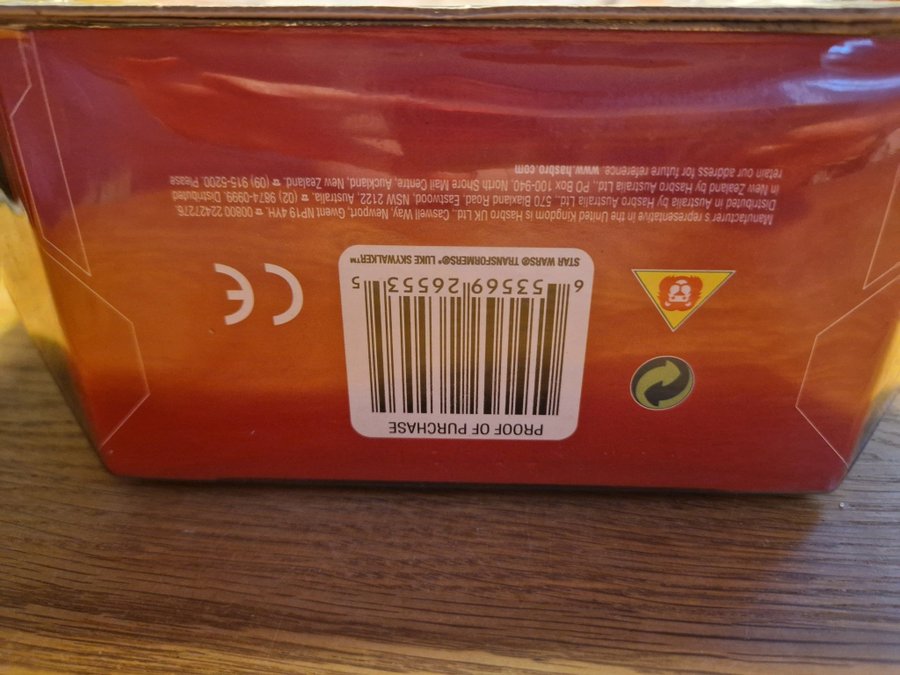 Manufacturer's representative in the United Kingdom is Hasbro UK Ltd., Caswell Way, Newport, Gwent NP19 4YH ☎ 00800 22427276.
Distributed in Australia by Hasbro Australia Ltd., 570 Blaxland Road, Eastwood, NSW 2122, Australia. ☎ (02) 9874-0999. Distributed
in New Zealand by Hasbro Australia Ltd., PO Box 100-940, North Shore Mail Centre, Auckland, New Zealand. ☎ (09) 915-5200. Please
retain our address for future reference. www.hasbro.com
PROOF OF PURCHASE
6 53569 26553 5
STAR WARS® TRANSFORMERS® LUKE SKYWALKER™
CE